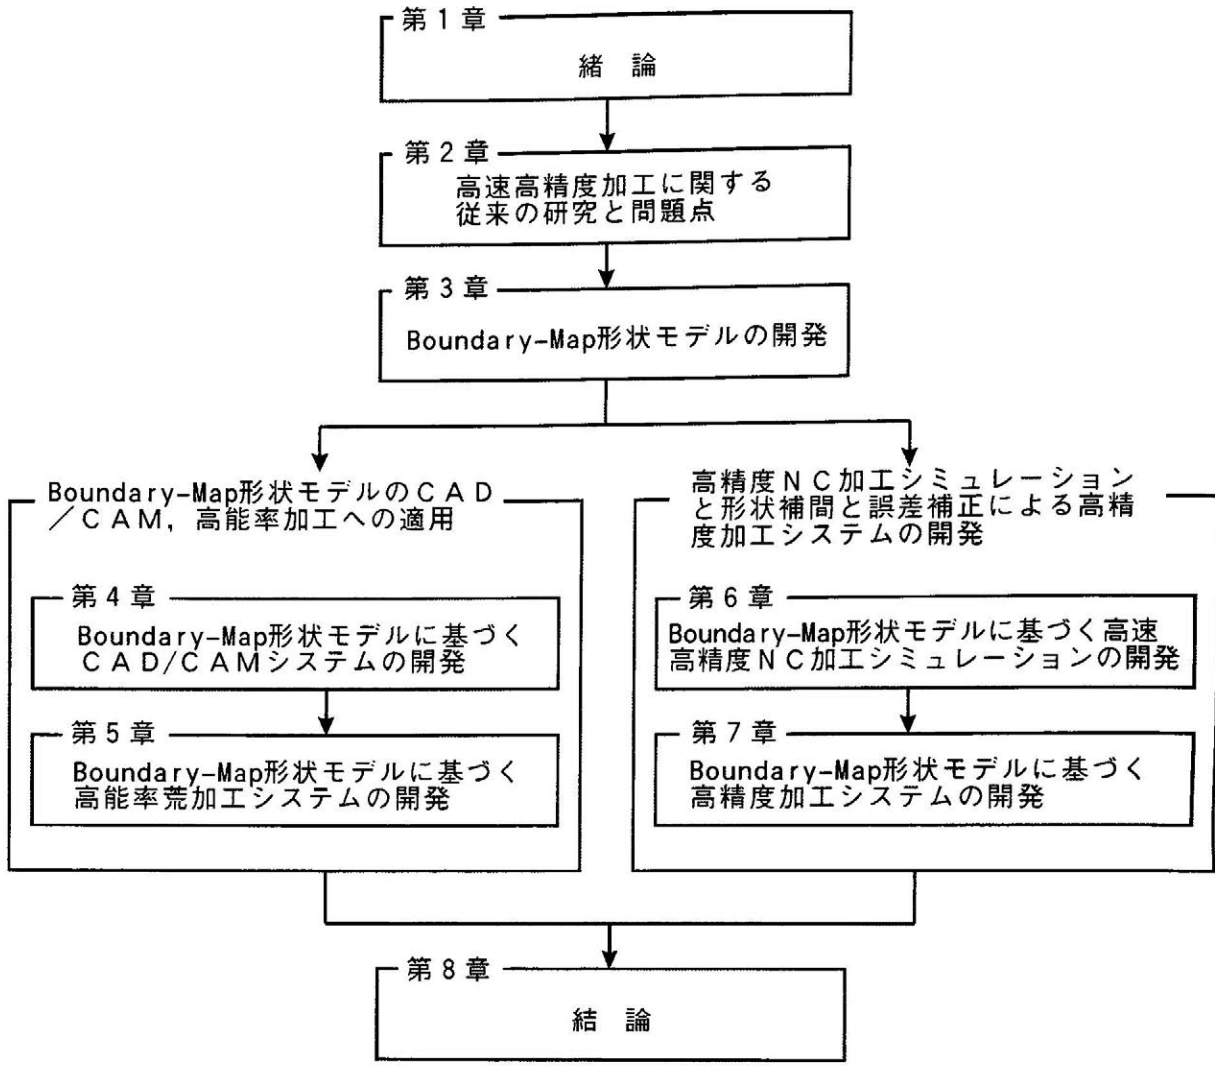 第1章
緒 論
第2章
高速高精度加工に関する
従来の研究と問題点
第3章
Boundary-Map形状モデルの開発
Boundary-Map形状モデルのCAD
/CAM,高能率加工への適用
第4章
Boundary-Map形状モデルに基づく
CAD/CAMシステムの開発
第5章
Boundary-Map形状モデルに基づく
高能率荒加工システムの開発
高精度NC加工シミュレーション
と形状補間と誤差補正による高精
度加工システムの開発
第6章
Boundary-Map形状モデルに基づく高速
高精度NC加工シミュレーションの開発
第7章
Boundary-Map形状モデルに基づく
高精度加工システムの開発
第8章
結 論